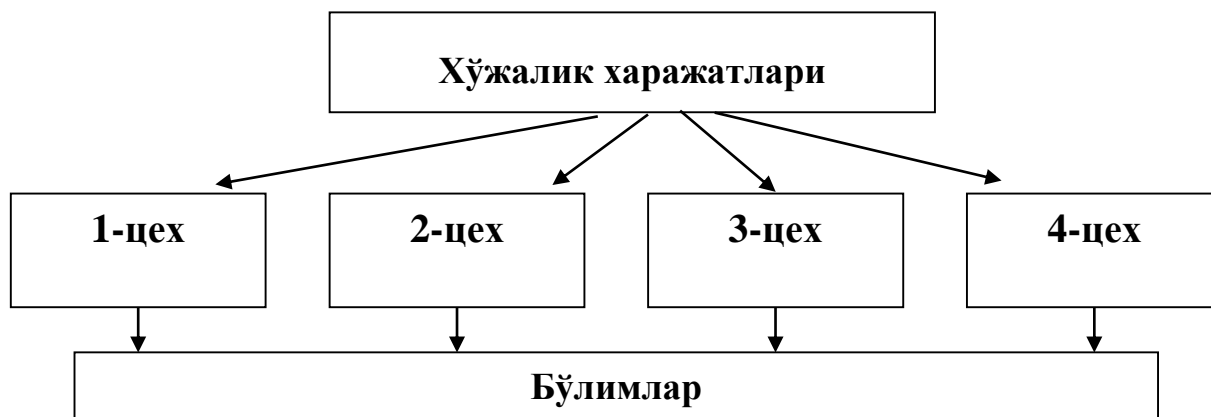 Хўжалик харажатлари
1-цех
2-цех
3-цех
4-цех
Бўлимлар